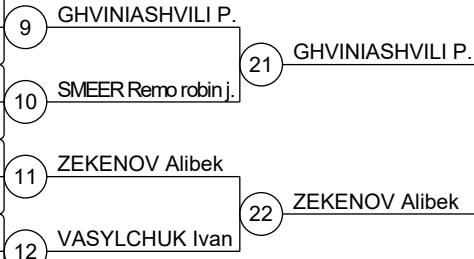 9 GHVINIASHVILI P.
21 GHVINIASHVILI P.
10 SMEER Remo robin j.
11 ZEKENOV Alibek
22 ZEKENOV Alibek
12 VASYLCHUK Ivan